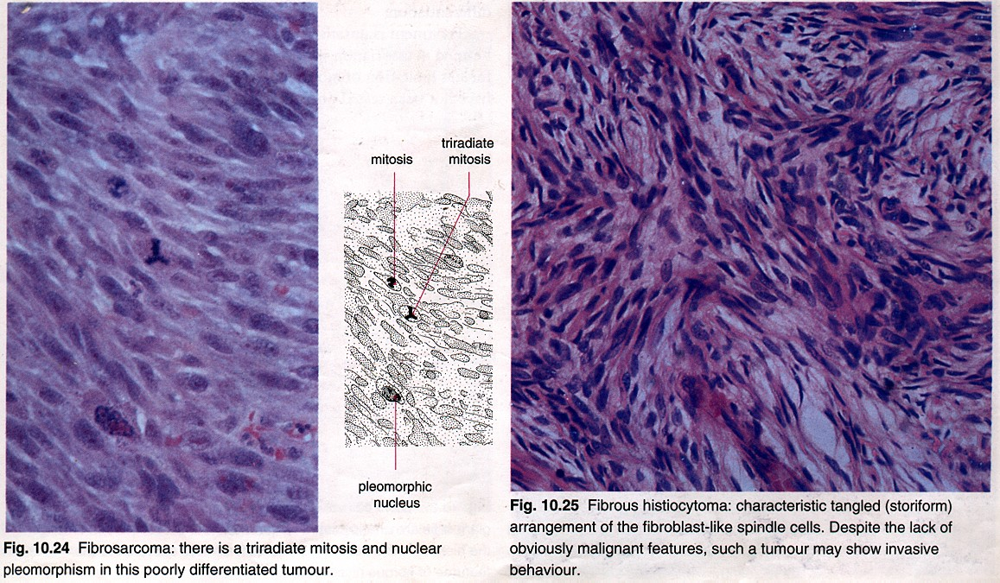 mitosis
triradiate
mitosis
pleomorphic
nucleus
Fig. 10.24 Fibrosarcoma: there is a triradiate mitosis and nuclear
pleomorphism in this poorly differentiated tumour.
Fig. 10.25 Fibrous histiocytoma: characteristic tangled (storiform)
arrangement of the fibroblast-like spindle cells. Despite the lack of
obviously malignant features, such a tumour may show invasive
behaviour.